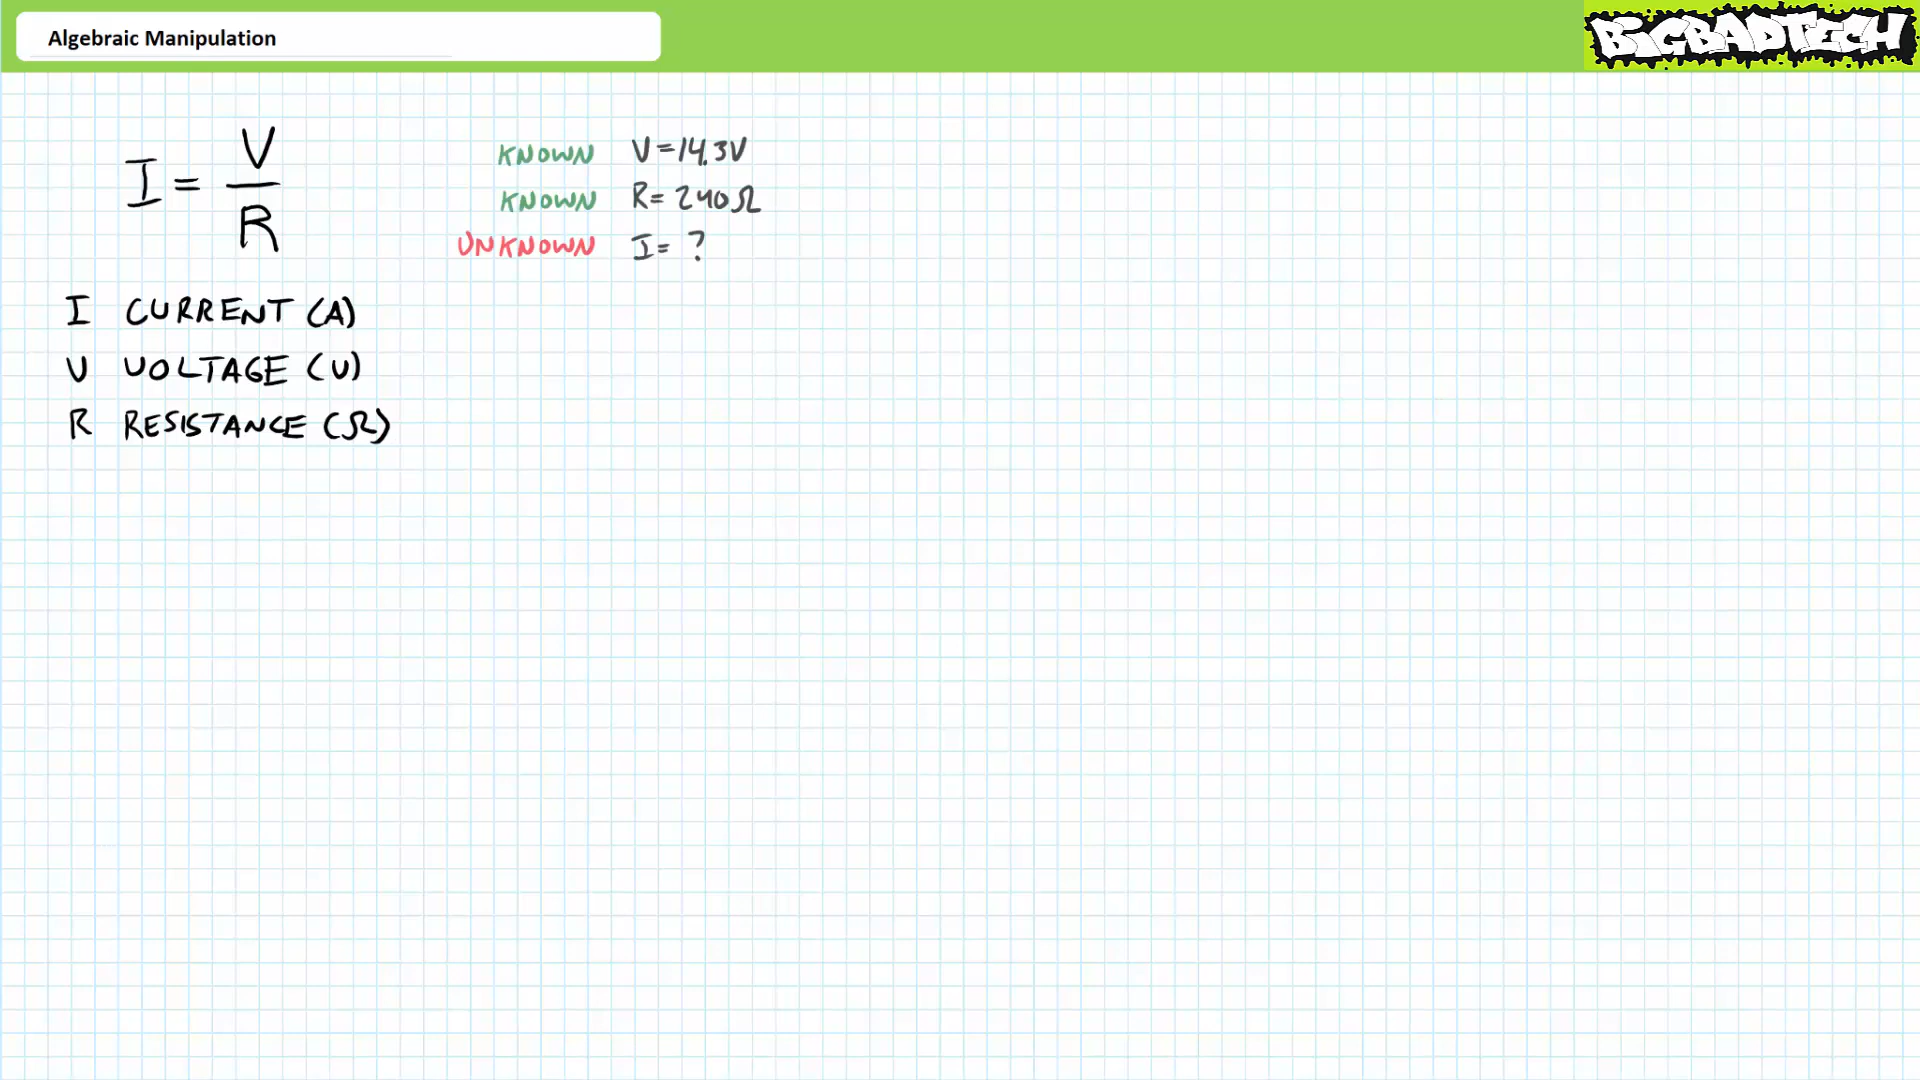 Algebraic Manipulation
BIGBADTECH
I = V/R
KNOWN V = 14.3V
KNOWN R = 240Ω
UNKNOWN I = ?
I CURRENT (A)
V VOLTAGE (V)
R RESISTANCE (Ω)